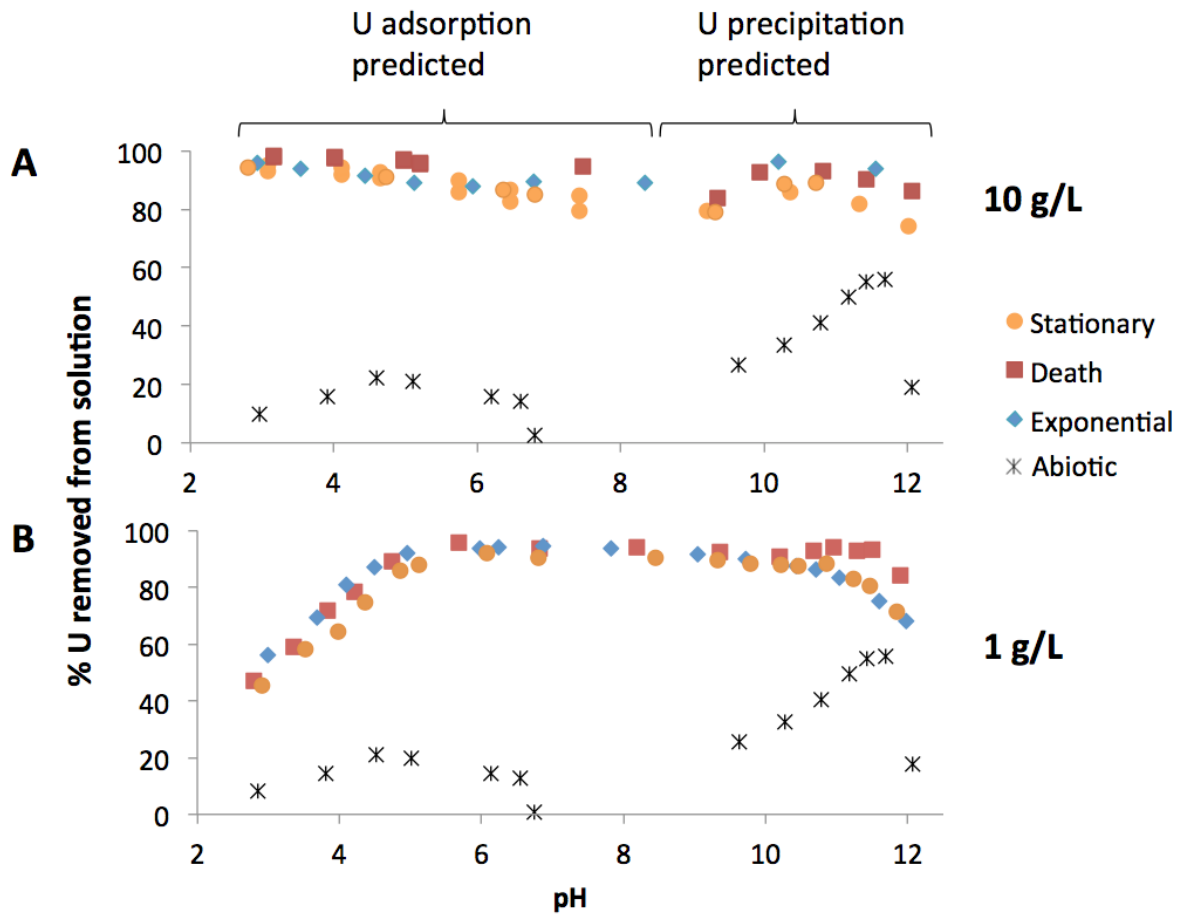 U adsorption
predicted
U precipitation
predicted
A
100
80
60
40
20
0
2
4
6
8
10
12
10 g/L
% U removed from solution
Stationary
Death
Exponential
Abiotic
B
100
80
60
40
20
0
2
4
6
8
10
12
pH
1 g/L